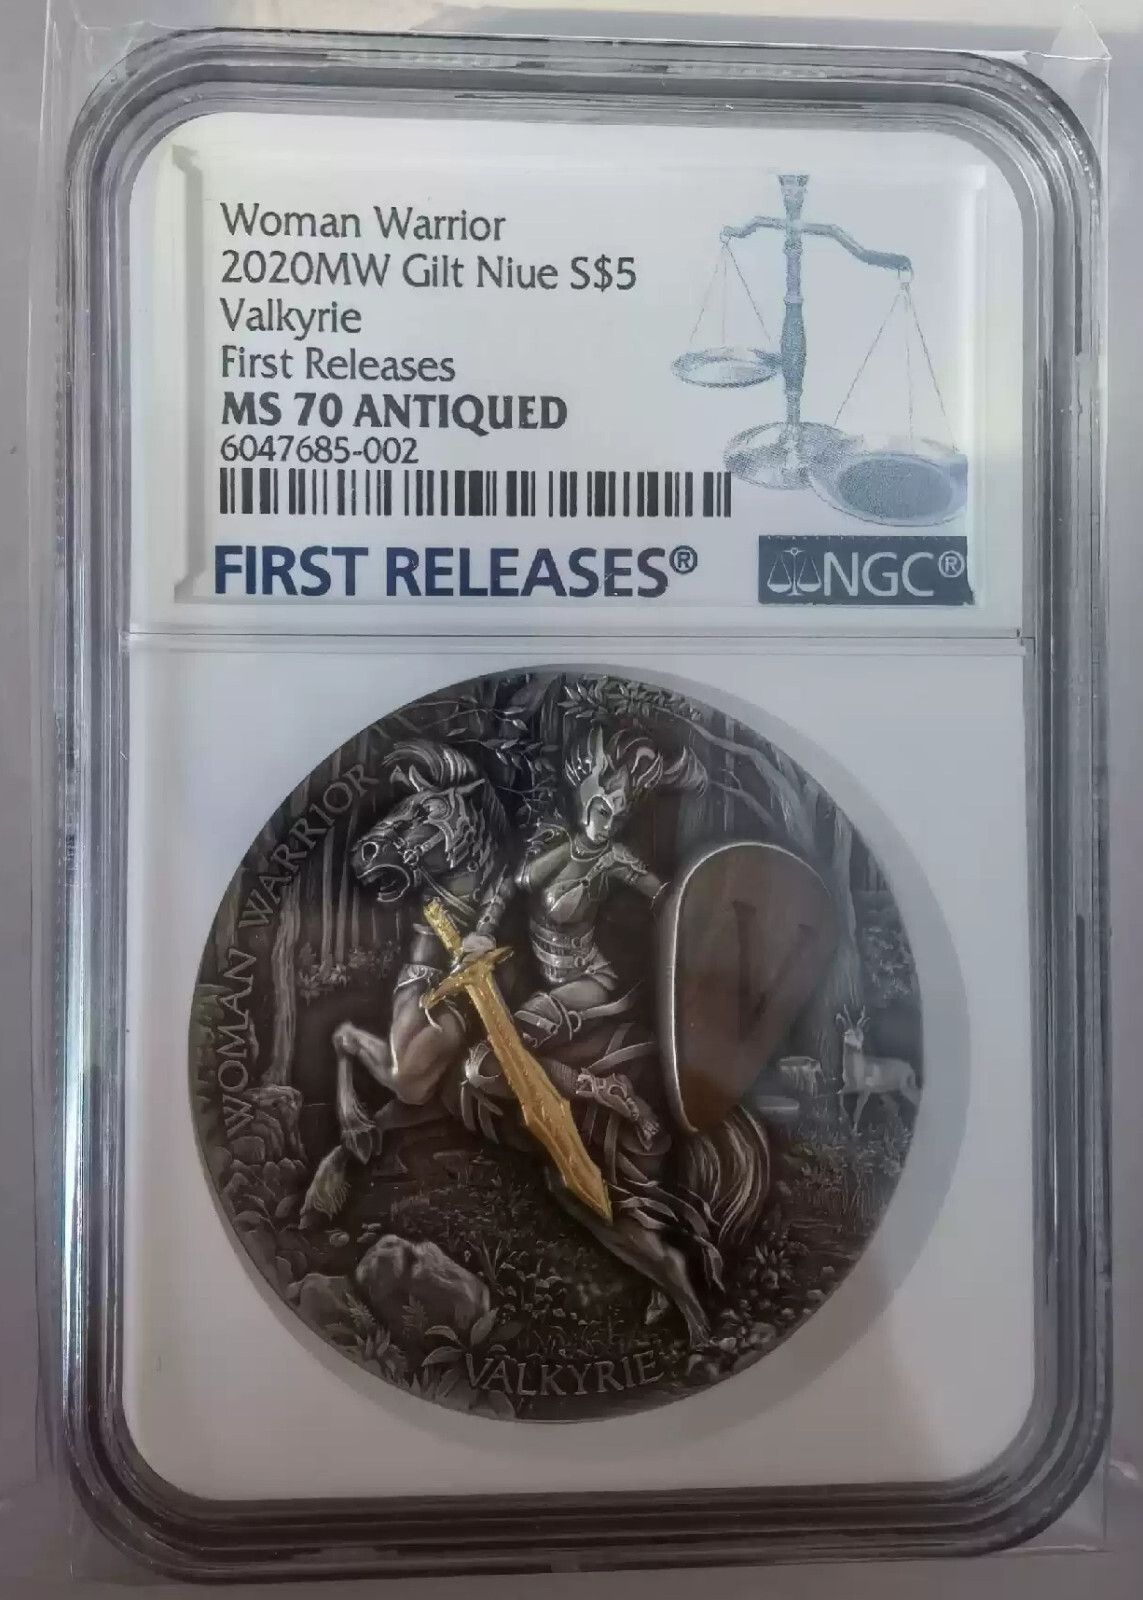 Woman Warrior
2020MW Gilt Niue S$5
Valkyrie
First Releases
MS 70 ANTIQUED
6047685-002
FIRST RELEASES®
NGC®
WOMAN WARRIOR
V
VALKYRIE